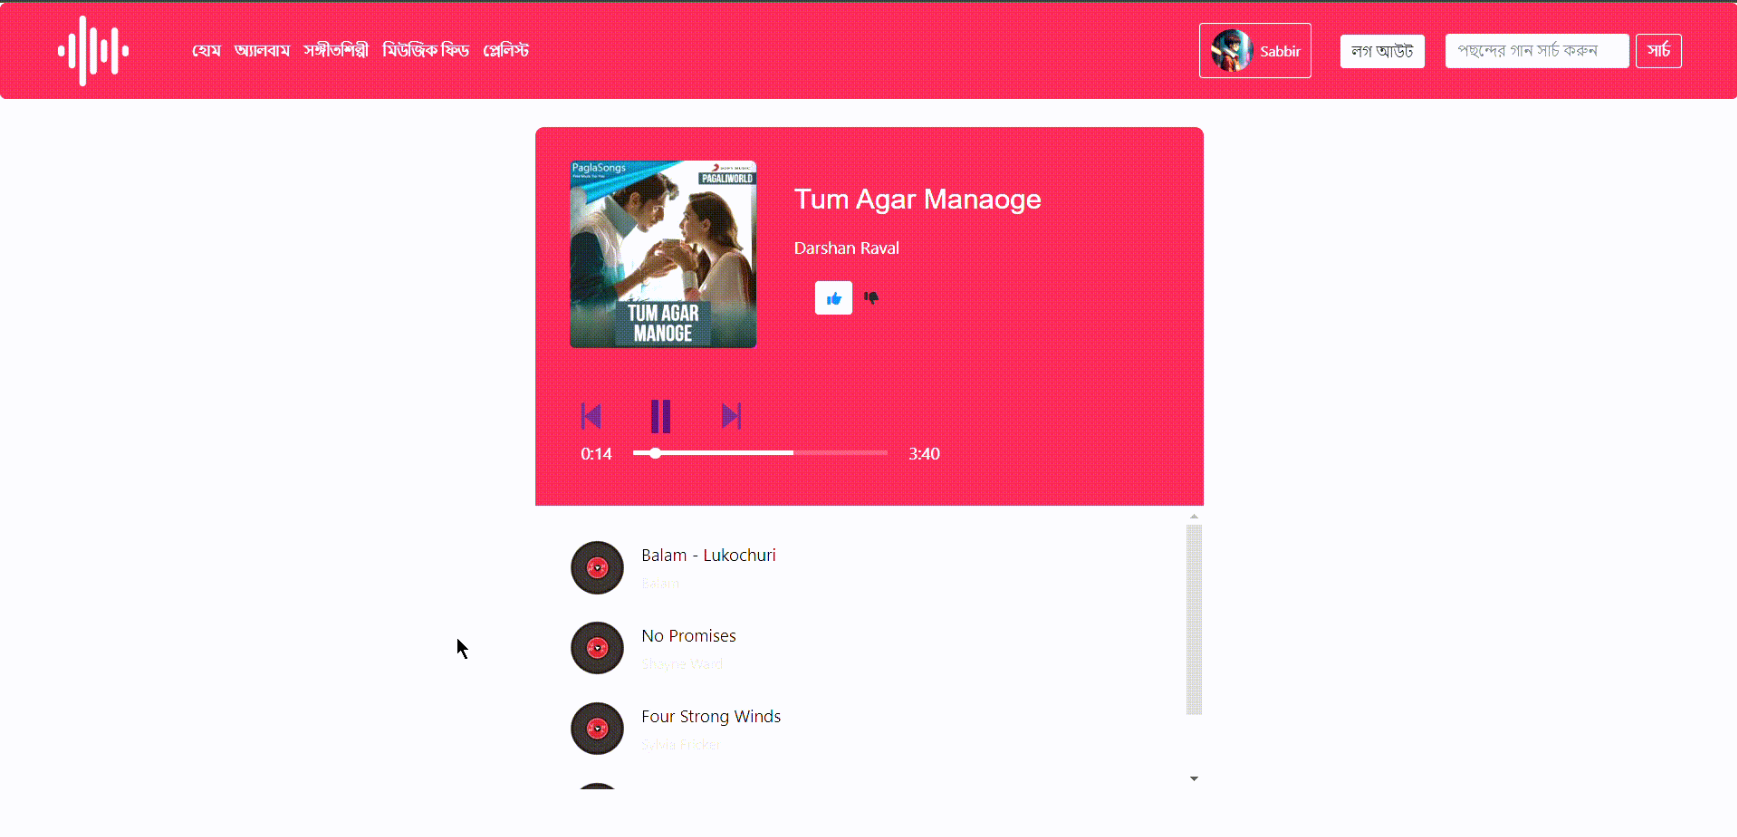 হোম অ্যালবাম সঙ্গীতশিল্পী মিউজিক ফিড প্লেলিস্ট
Sabbir লগ আউট পছন্দের গান সার্চ করুন সার্চ
PaglaSongs
PAGALIWORLD
TUM AGAR
MANOGE
Tum Agar Manaoge
Darshan Raval
0:14 3:40
Balam - Lukochuri
Balam
No Promises
Shayne Ward
Four Strong Winds
Sylvia Fricker